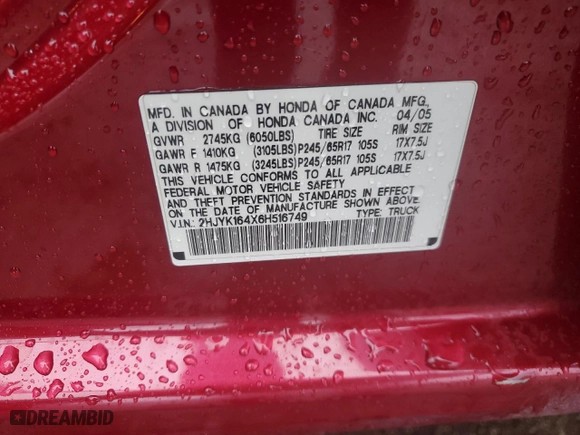 MFD. IN CANADA BY HONDA OF CANADA MFG.,
A DIVISION OF HONDA CANADA INC. 04/05
GVWR 2745KG (6050LBS) TIRE SIZE RIM SIZE
GAWR F 1410KG (3105LBS)P245/65R17 105S 17X7.5J
GAWR R 1475KG (3245LBS)P245/65R17 105S 17X7.5J
THIS VEHICLE CONFORMS TO ALL APPLICABLE
FEDERAL MOTOR VEHICLE SAFETY
AND THEFT PREVENTION STANDARDS IN EFFECT
ON THE DATE OF MANUFACTURE SHOWN ABOVE.
V.I.N.: 2HJYK164X6H516749 TYPE: TRUCK
DREAMBID